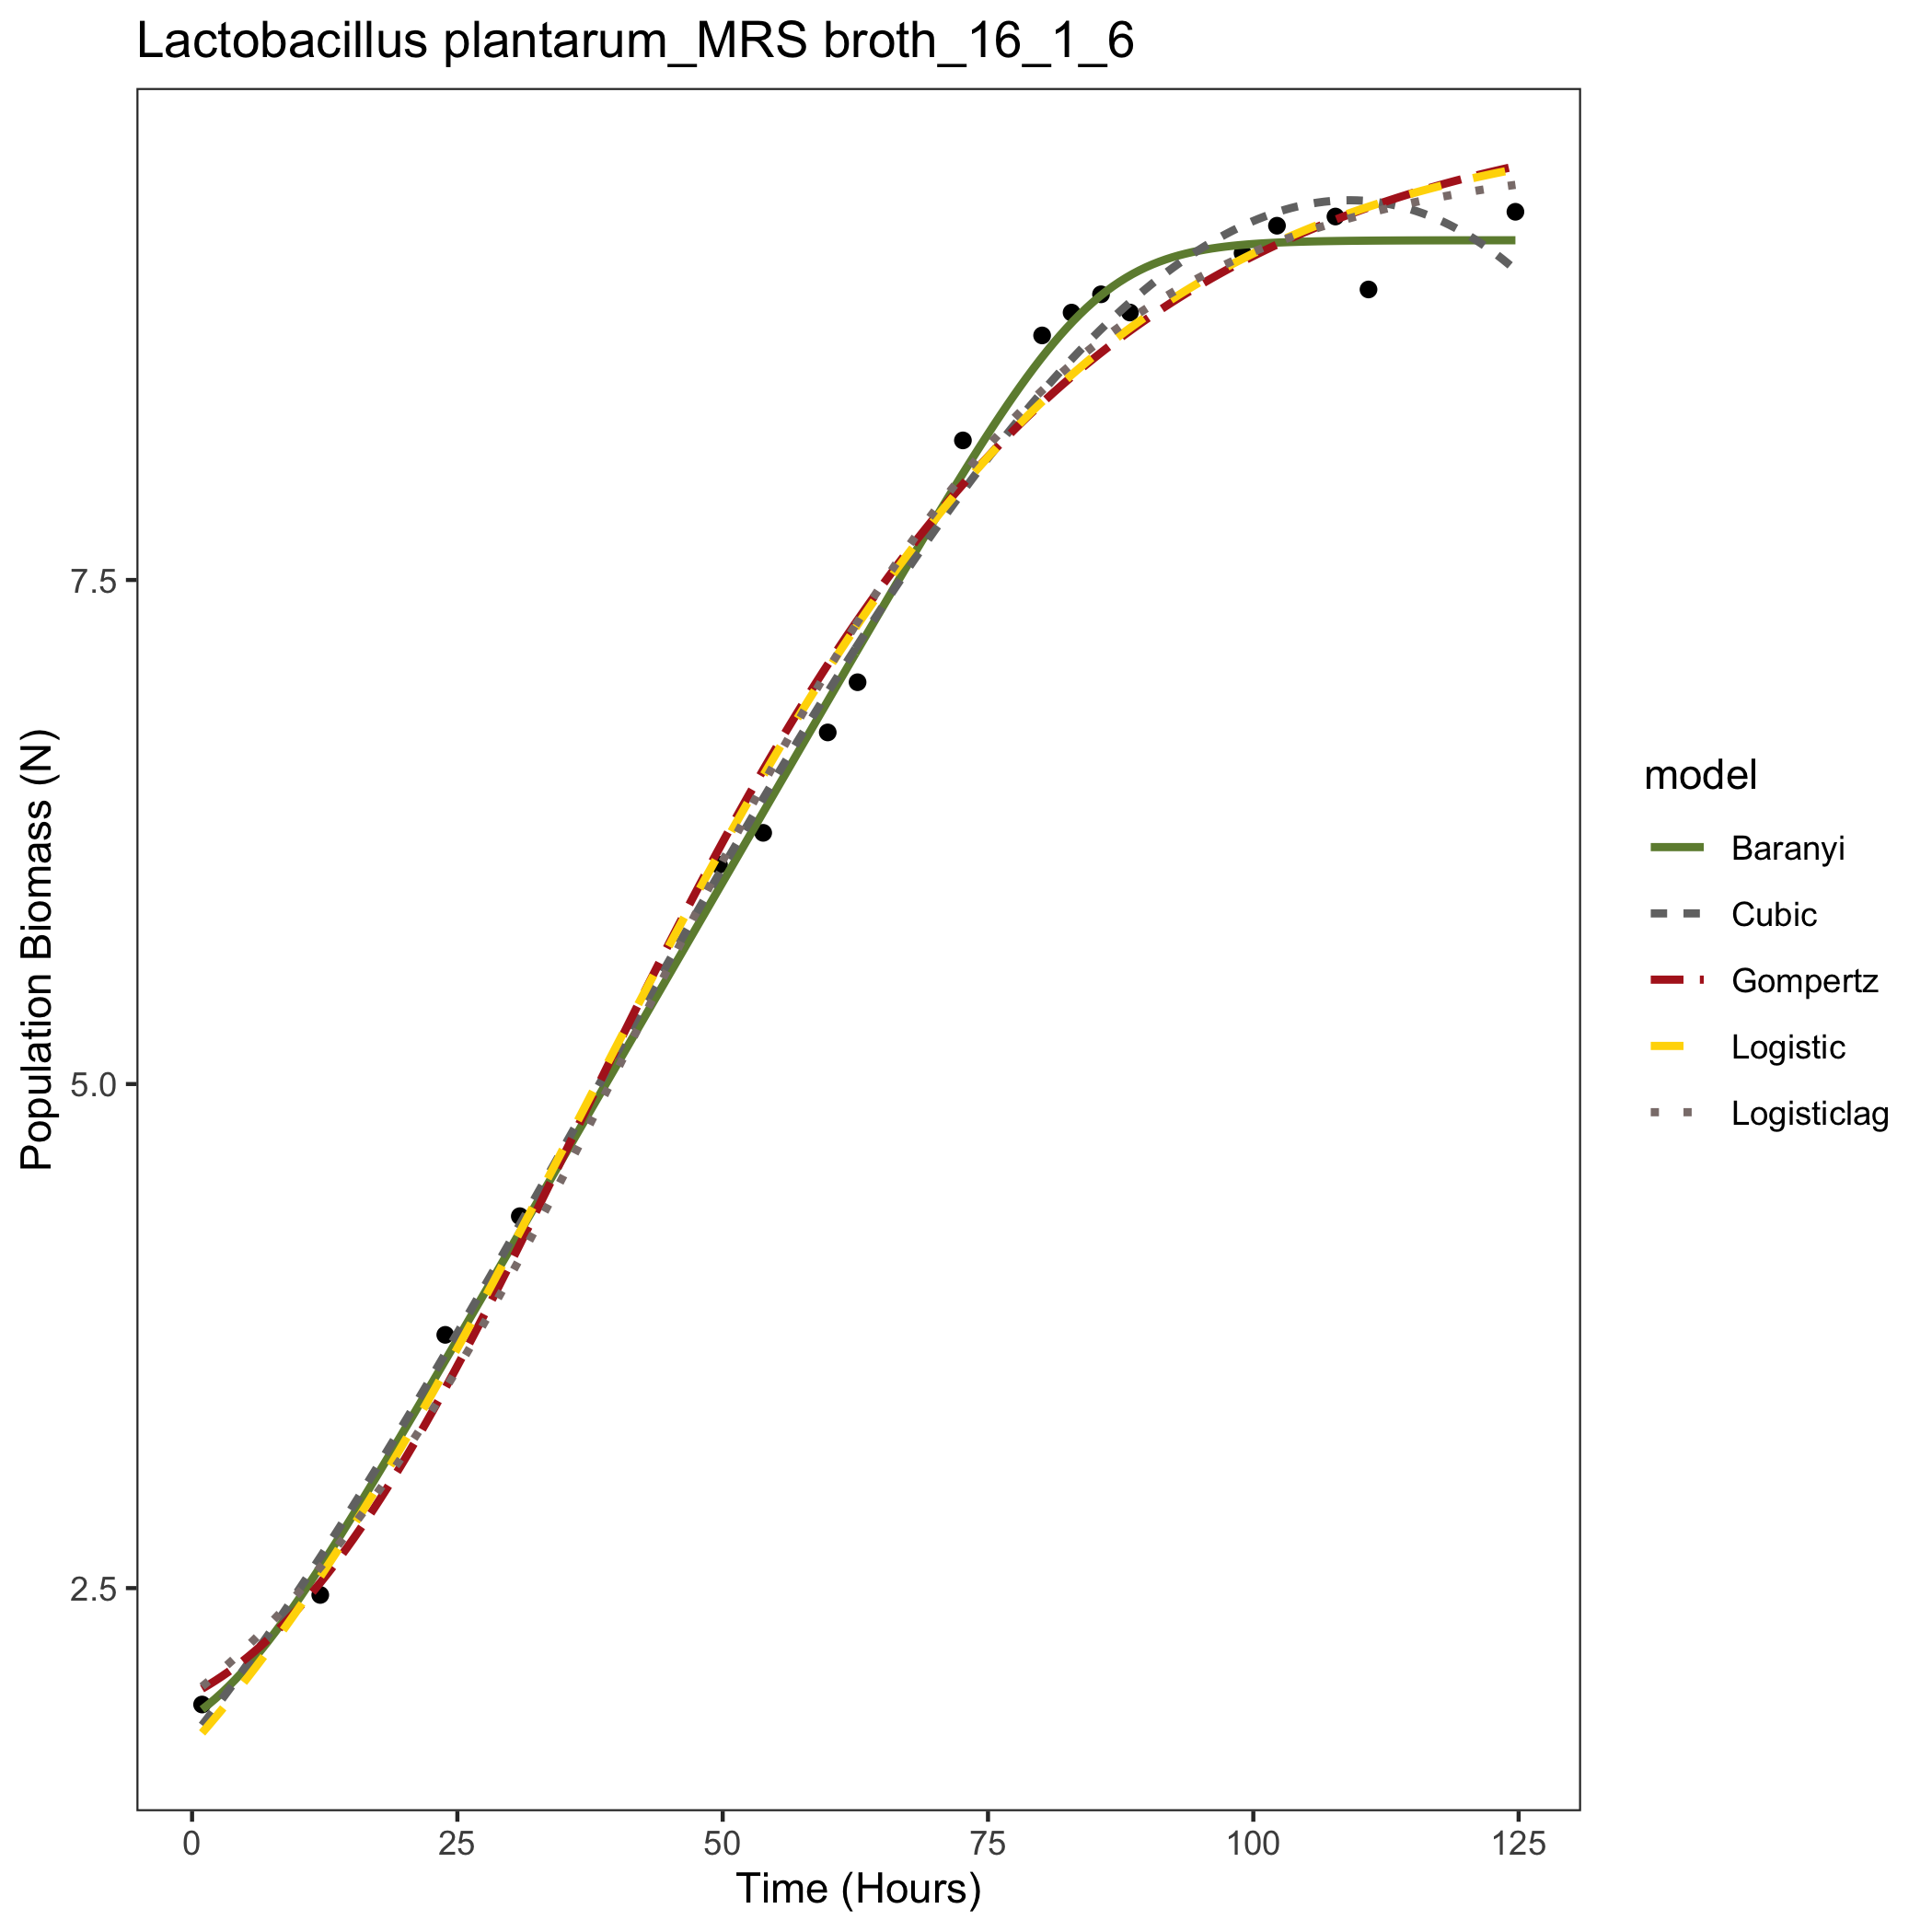 Lactobacillus plantarum_MRS broth_16_1_6
Population Biomass (N)
7.5
5.0
2.5
0 25 50 75 100 125
Time (Hours)
model
Baranyi
Cubic
Gompertz
Logistic
Logisticlag